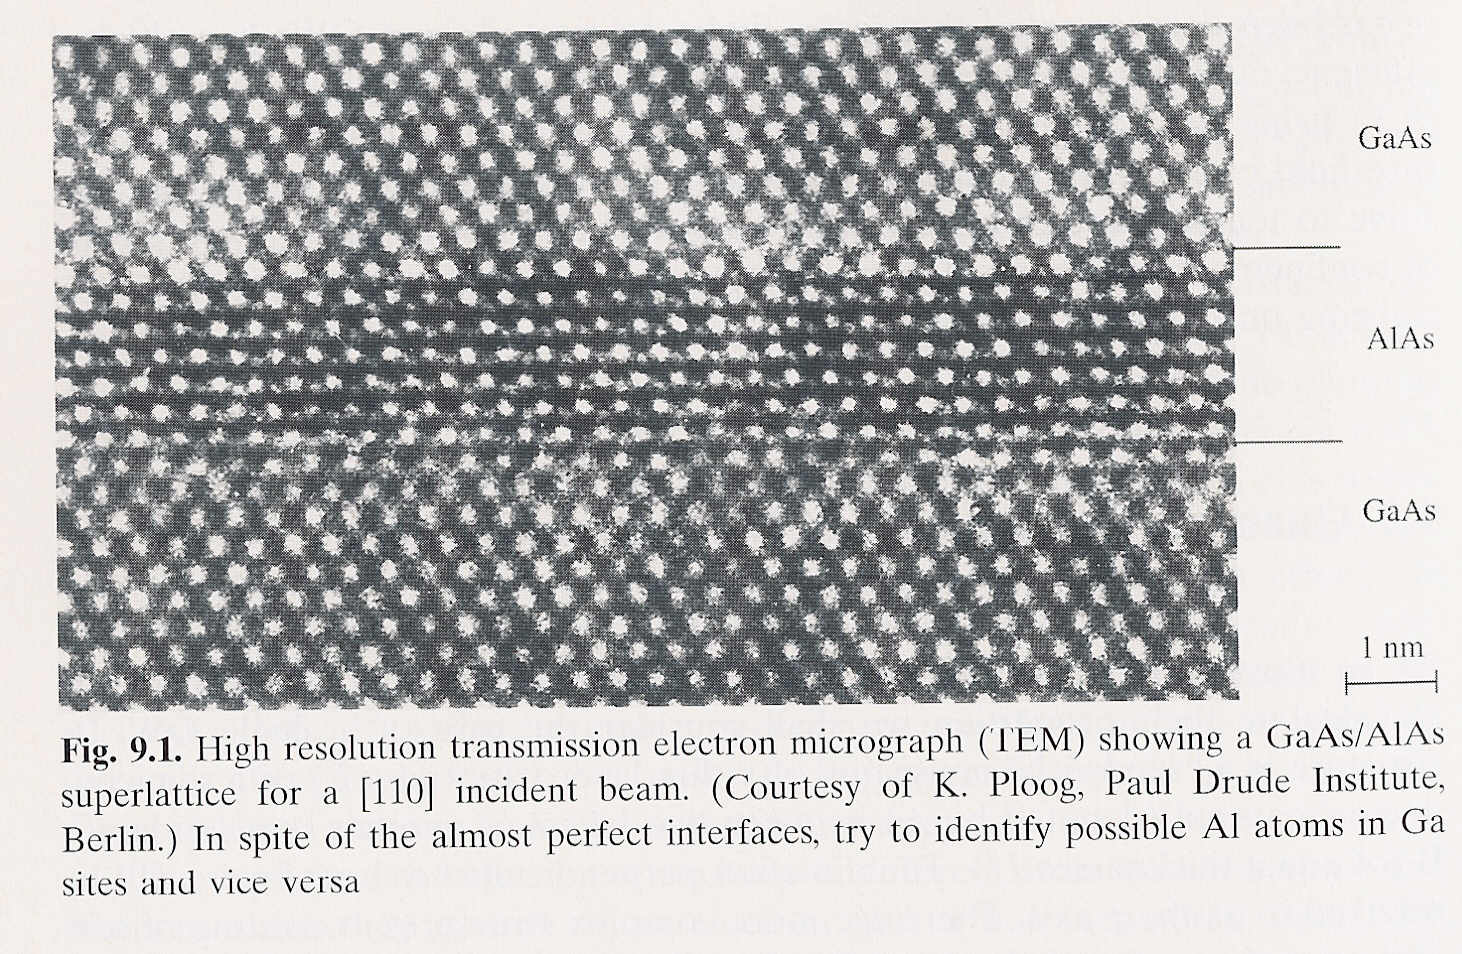 GaAs
AlAs
GaAs
1 nm
Fig. 9.1. High resolution transmission electron micrograph (TEM) showing a GaAs/AlAs
superlattice for a [110] incident beam. (Courtesy of K. Ploog, Paul Drude Institute,
Berlin.) In spite of the almost perfect interfaces, try to identify possible Al atoms in Ga
sites and vice versa